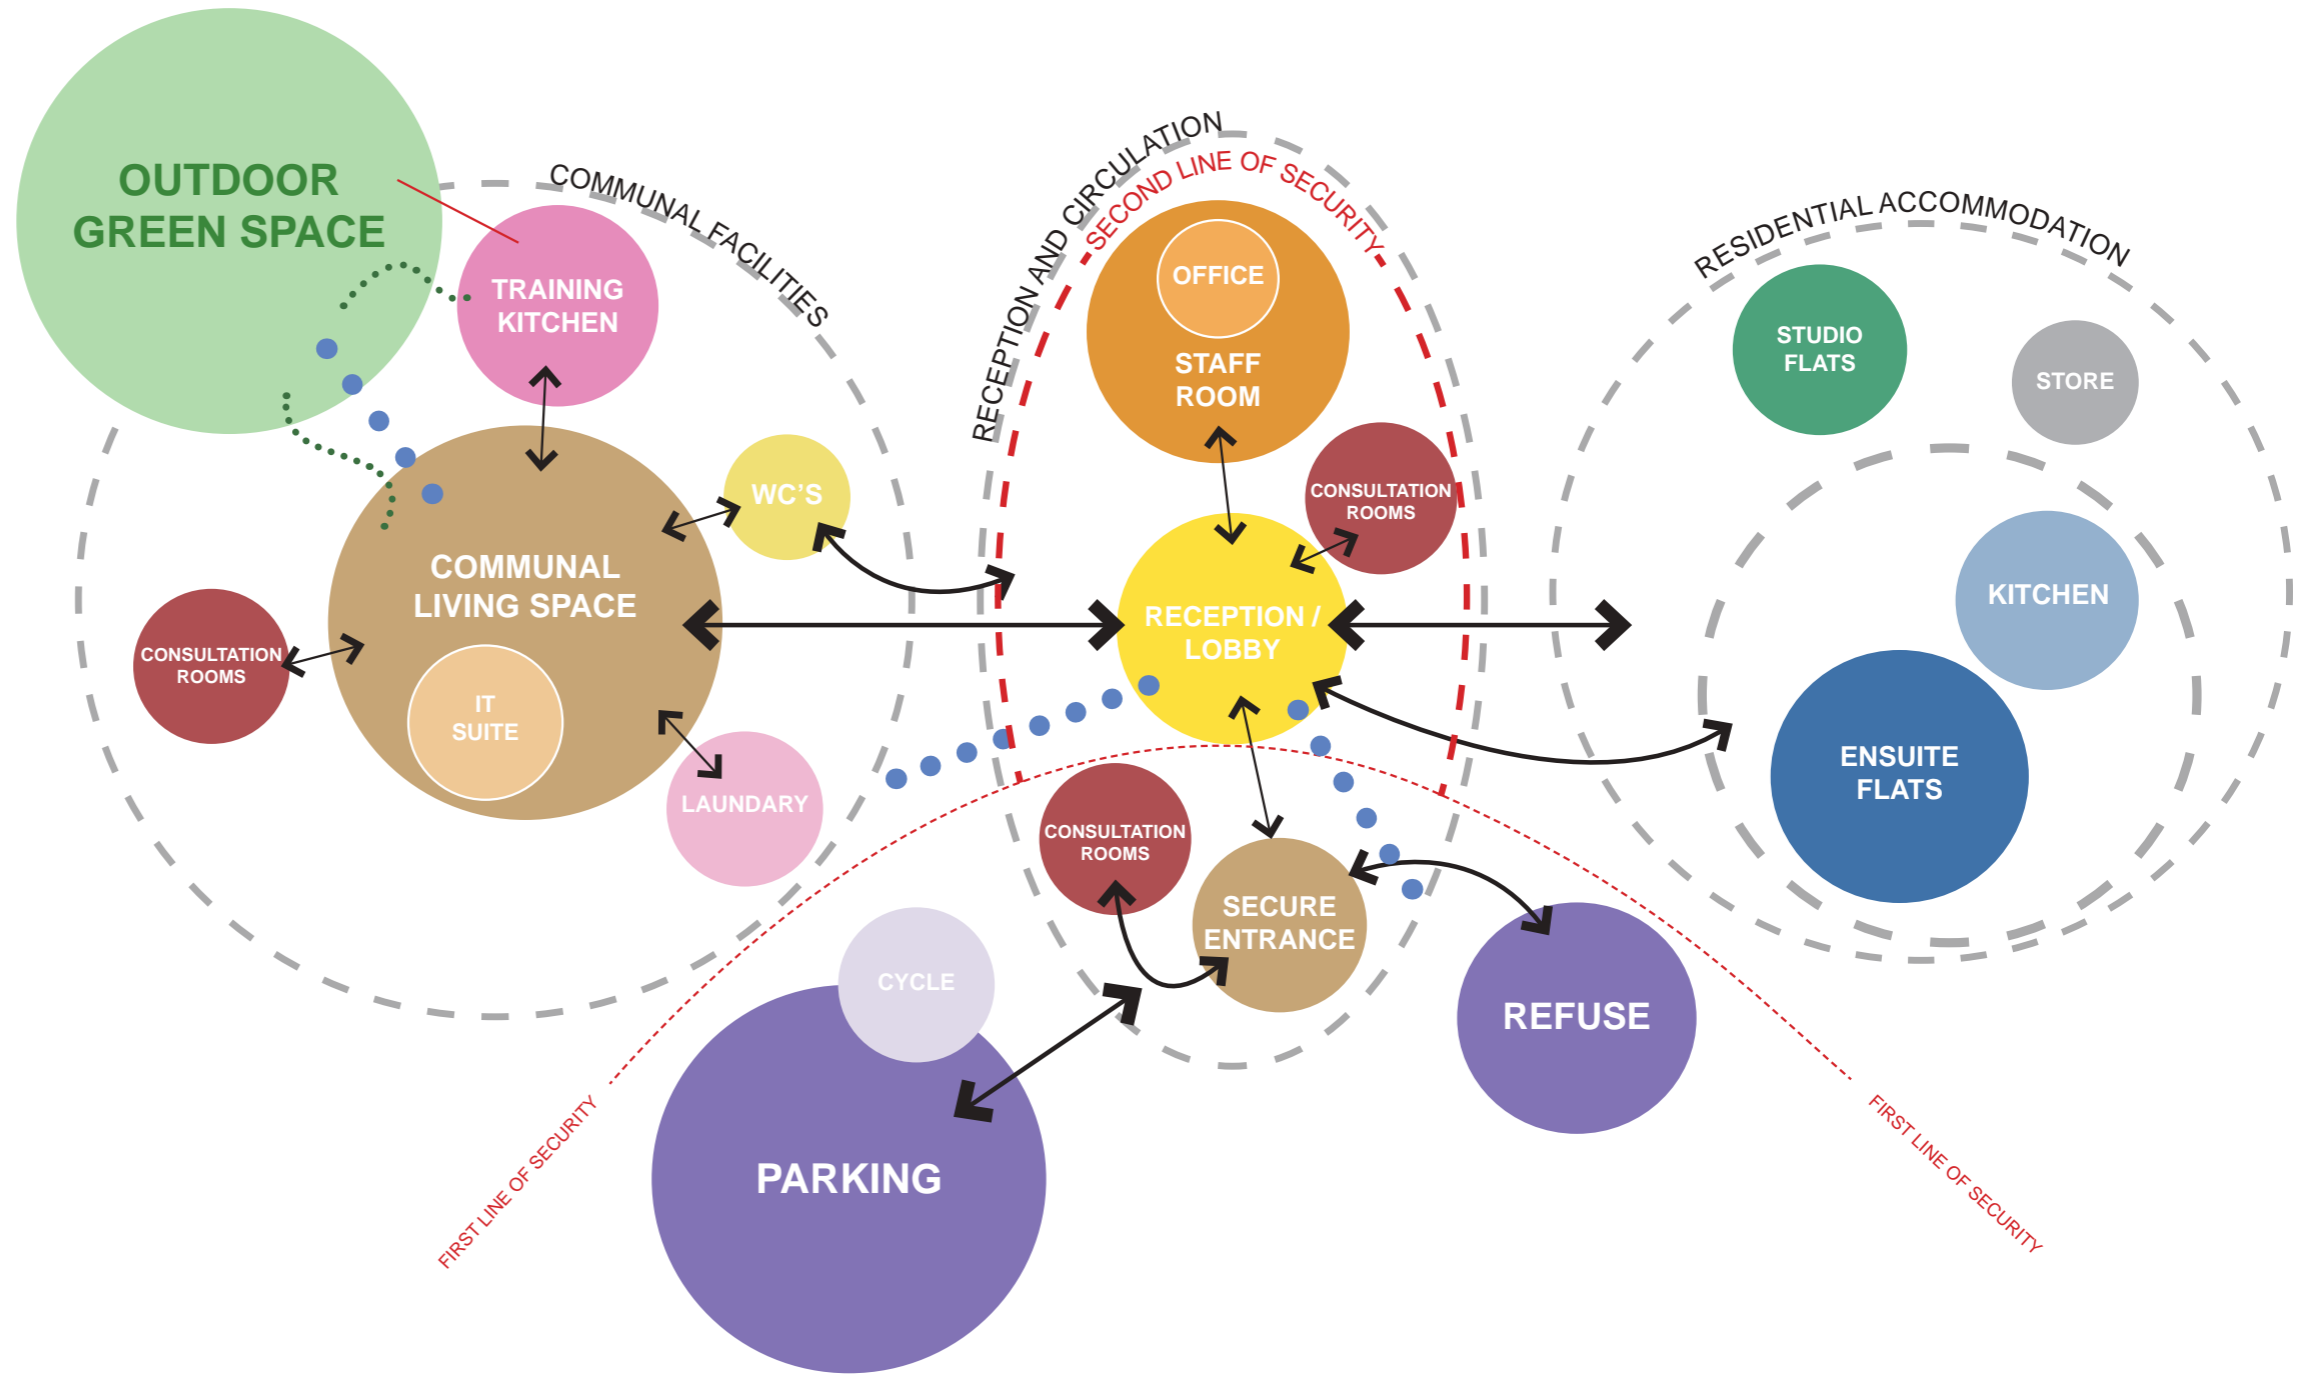 OUTDOOR
GREEN SPACE
COMMUNAL FACILITIES
TRAINING
KITCHEN
WC'S
COMMUNAL
LIVING SPACE
CONSULTATION
ROOMS
IT
SUITE
LAUNDARY
RECEPTION AND CIRCULATION
SECOND LINE OF SECURITY
OFFICE
STAFF
ROOM
CONSULTATION
ROOMS
RECEPTION /
LOBBY
CONSULTATION
ROOMS
SECURE
ENTRANCE
RESIDENTIAL ACCOMMODATION
STUDIO
FLATS
STORE
KITCHEN
ENSUITE
FLATS
CYCLE
PARKING
REFUSE
FIRST LINE OF SECURITY
FIRST LINE OF SECURITY